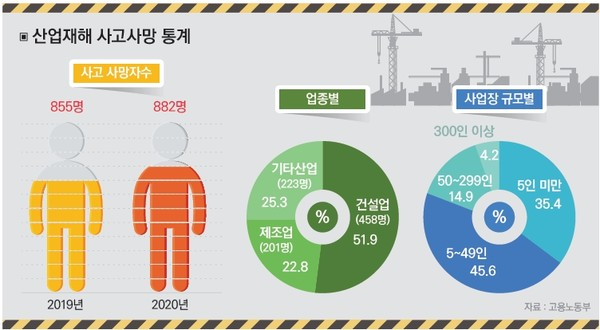 산업재해 사고사망 통계
사고 사망자수
855명
882명
2019년
2020년
업종별
기타산업
(223명)
25.3
건설업
(458명)
51.9
제조업
(201명)
22.8
%
사업장 규모별
300인 이상
4.2
50~299인
14.9
5인 미만
35.4
5~49인
45.6
%
자료 : 고용노동부